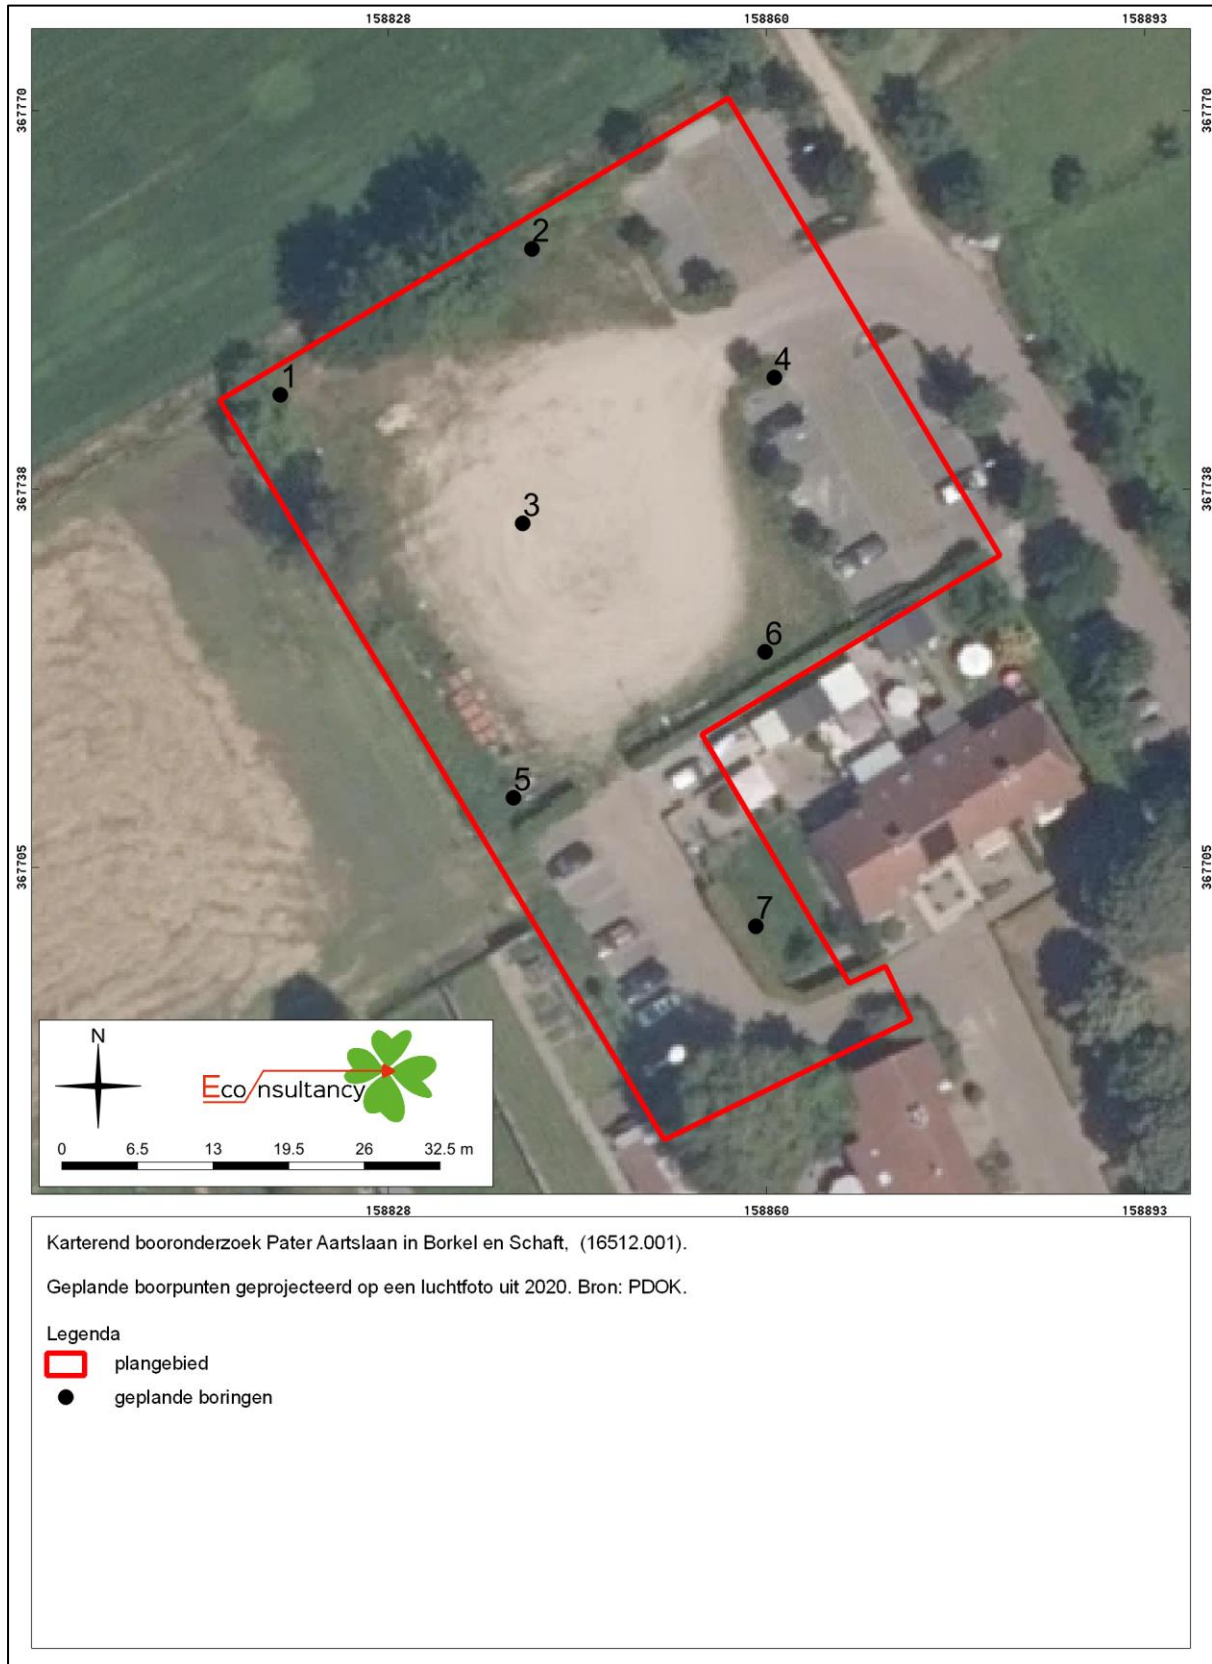 158828 158860 158893
367770 367770
2
1
4
367738 367738
3
6
5
367705 367705
7
N
Eco nsultancy
0 6.5 13 19.5 26 32.5 m
158828 158860 158893
Karterend booronderzoek Pater Aartslaan in Borkel en Schaft, (16512.001).
Geplande boorpunten geprojecteerd op een luchtfoto uit 2020. Bron: PDOK.
Legenda
plangebied
geplande boringen